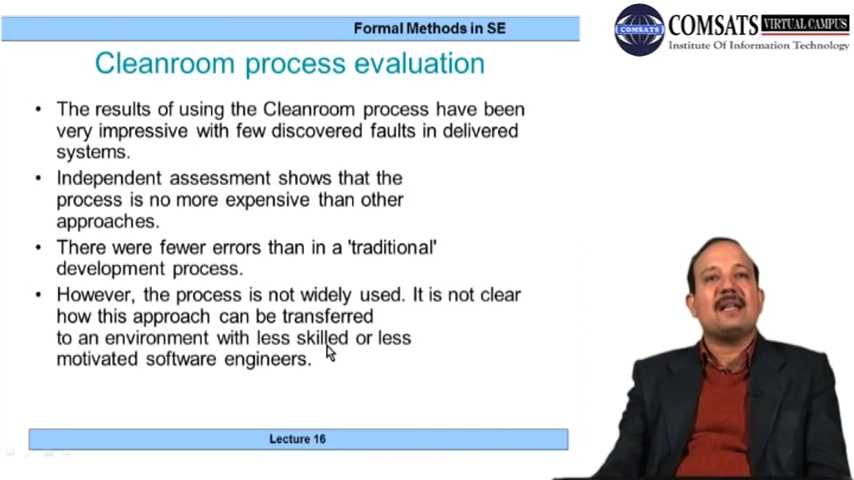 Formal Methods in SE
COMSATS
COMSATS VIRTUAL CAMPUS
Institute Of Information Technology
Cleanroom process evaluation
• The results of using the Cleanroom process have been
very impressive with few discovered faults in delivered
systems.
• Independent assessment shows that the
process is no more expensive than other
approaches.
• There were fewer errors than in a 'traditional'
development process.
• However, the process is not widely used. It is not clear
how this approach can be transferred
to an environment with less skilled or less
motivated software engineers.
Lecture 16